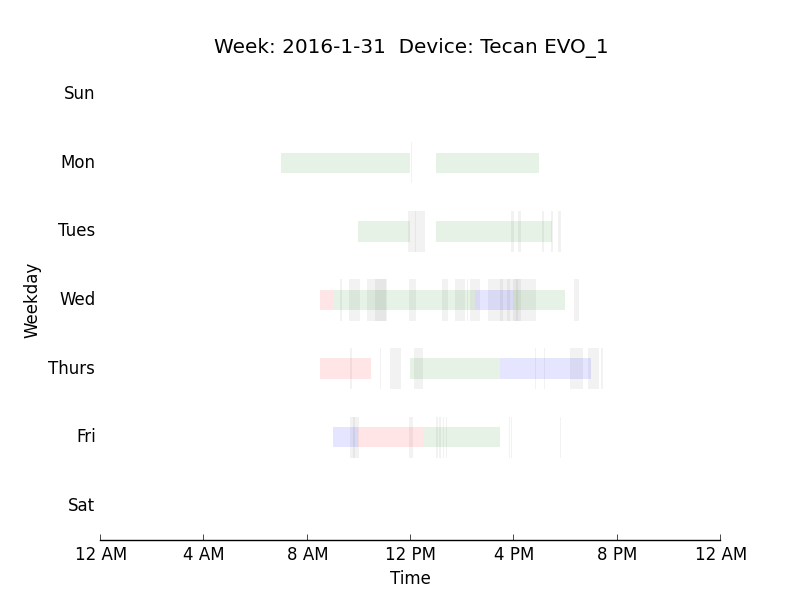 Week: 2016-1-31  Device: Tecan EVO_1
Sun
Mon
Tues
Wed
Thurs
Fri
Sat
Weekday
12 AM 4 AM 8 AM 12 PM 4 PM 8 PM 12 AM
Time